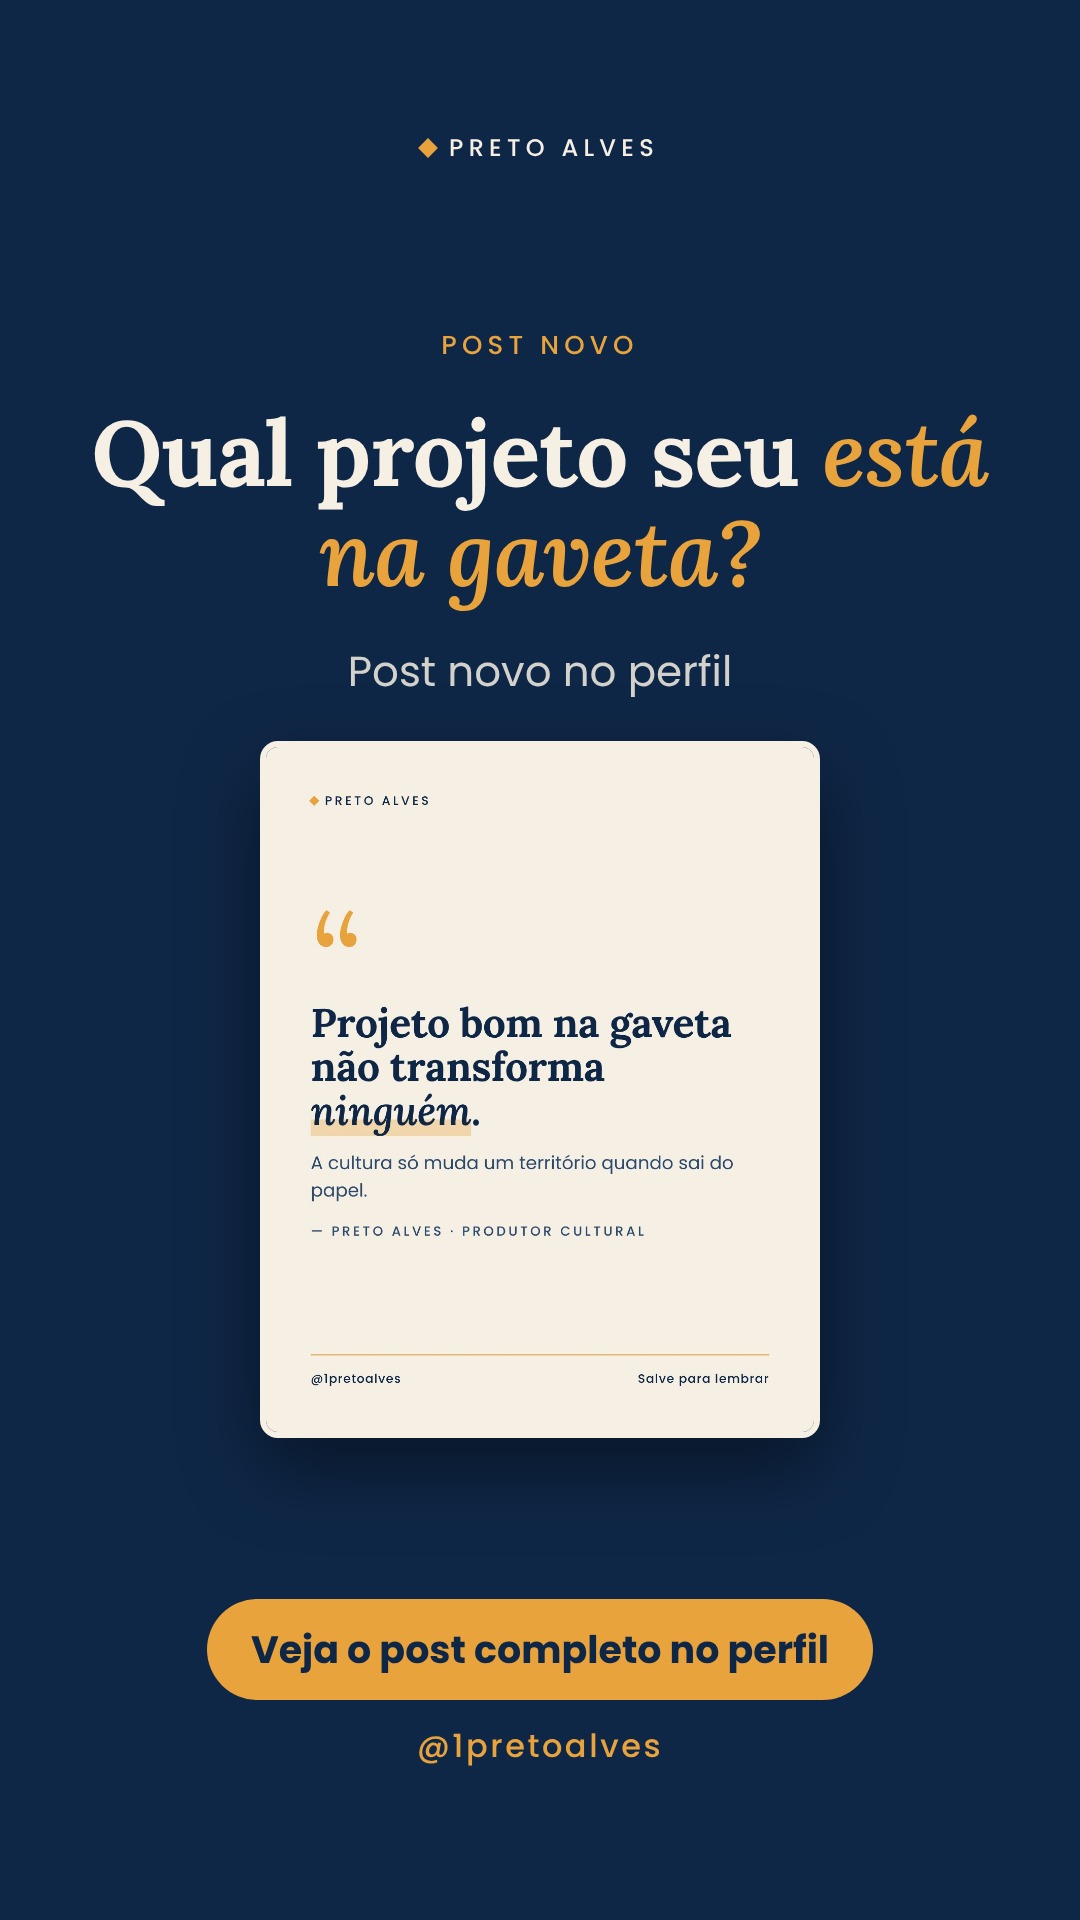 PRETO ALVES
POST NOVO
Qual projeto seu está
na gaveta?
Post novo no perfil
PRETO ALVES
“
Projeto bom na gaveta
não transforma
ninguém.
A cultura só muda um território quando sai do
papel.
— PRETO ALVES · PRODUTOR CULTURAL
@1pretoalves
Salve para lembrar
Veja o post completo no perfil
@1pretoalves